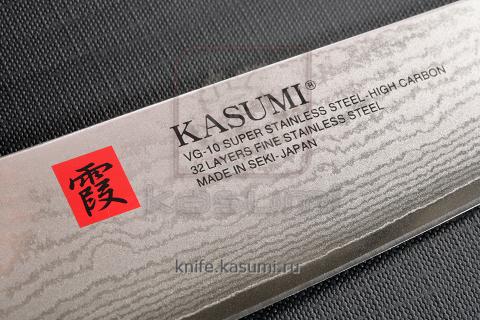 KASUMI®
VG-10 SUPER STAINLESS STEEL-HIGH CARBON
32 LAYERS FINE STAINLESS STEEL
MADE IN SEKI-JAPAN
霞
kasumi
knife.kasumi.ru